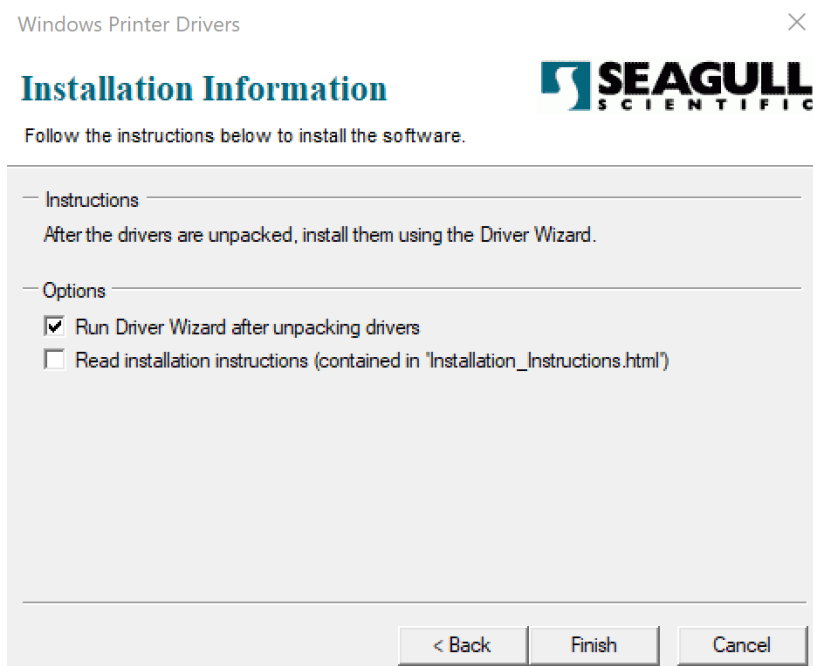 Windows Printer Drivers
Installation Information
SEAGULL
SCIENTIFIC
Follow the instructions below to install the software.
Instructions
After the drivers are unpacked, install them using the Driver Wizard.
Options
Run Driver Wizard after unpacking drivers
Read installation instructions (contained in 'Installation_Instructions.html')
< Back
Finish
Cancel